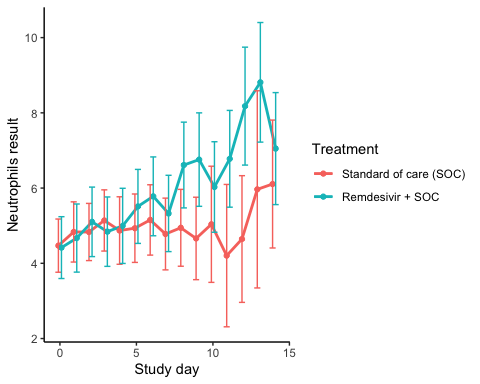 Neutrophils result
10
8
6
4
2
0
5
10
15
Study day
Treatment
Standard of care (SOC)
Remdesivir + SOC